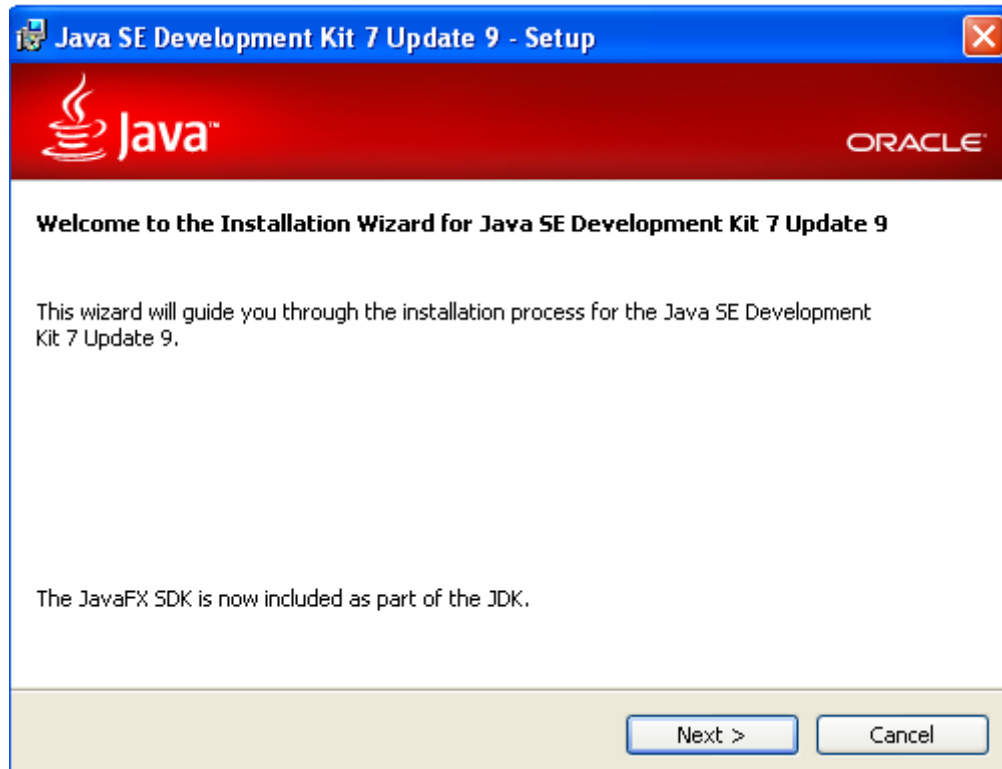 Java SE Development Kit 7 Update 9 - Setup
Java™
ORACLE
Welcome to the Installation Wizard for Java SE Development Kit 7 Update 9
This wizard will guide you through the installation process for the Java SE Development
Kit 7 Update 9.
The JavaFX SDK is now included as part of the JDK.
Next >
Cancel